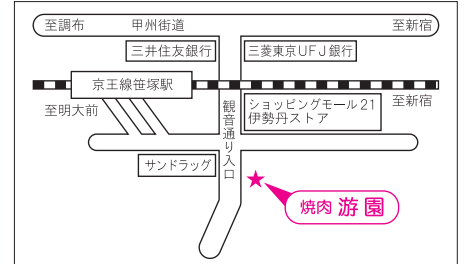 至調布
甲州街道
至新宿
三井住友銀行
三菱東京UFJ銀行
京王線笹塚駅
至明大前
観音通り入口
ショッピングモール21
伊勢丹ストア
至新宿
サンドラッグ
焼肉 游園